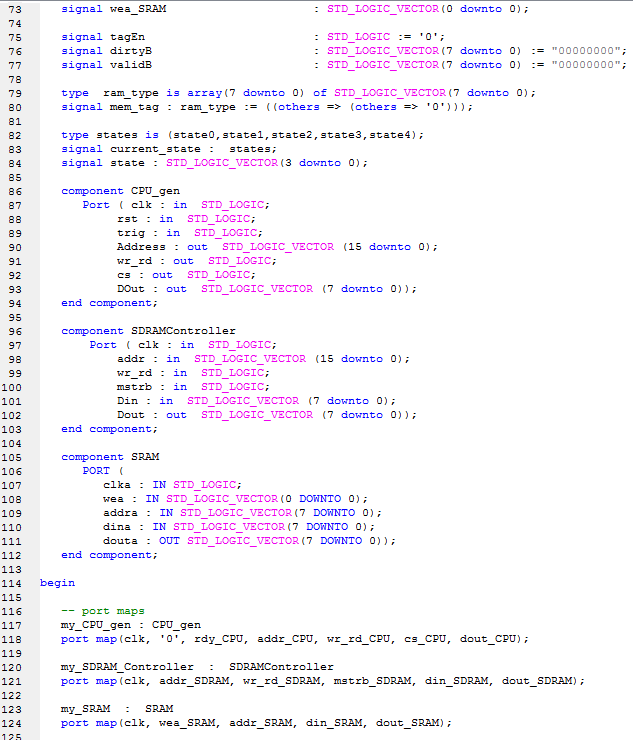 73 signal wea_SRAM : STD_LOGIC_VECTOR(0 downto 0);
74
75 signal tagEn : STD_LOGIC := '0';
76 signal dirtyB : STD_LOGIC_VECTOR(7 downto 0) := "00000000";
77 signal validB : STD_LOGIC_VECTOR(7 downto 0) := "00000000";
78
79 type ram_type is array(7 downto 0) of STD_LOGIC_VECTOR(7 downto 0);
80 signal mem_tag : ram_type := ((others => (others => '0')));
81
82 type states is (state0,state1,state2,state3,state4);
83 signal current_state : states;
84 signal state : STD_LOGIC_VECTOR(3 downto 0);
85
86 component CPU_gen
87 Port ( clk : in STD_LOGIC;
88 rst : in STD_LOGIC;
89 trig : in STD_LOGIC;
90 Address : out STD_LOGIC_VECTOR (15 downto 0);
91 wr_rd : out STD_LOGIC;
92 cs : out STD_LOGIC;
93 DOut : out STD_LOGIC_VECTOR (7 downto 0));
94 end component;
95
96 component SDRAMController
97 Port ( clk : in STD_LOGIC;
98 addr : in STD_LOGIC_VECTOR (15 downto 0);
99 wr_rd : in STD_LOGIC;
100 mstrb : in STD_LOGIC;
101 Din : in STD_LOGIC_VECTOR (7 downto 0);
102 Dout : out STD_LOGIC_VECTOR (7 downto 0));
103 end component;
104
105 component SRAM
106 PORT (
107 clka : IN STD_LOGIC;
108 wea : IN STD_LOGIC_VECTOR(0 DOWNTO 0);
109 addra : IN STD_LOGIC_VECTOR(7 DOWNTO 0);
110 dina : IN STD_LOGIC_VECTOR(7 DOWNTO 0);
111 douta : OUT STD_LOGIC_VECTOR(7 DOWNTO 0));
112 end component;
113
114 begin
115
116 -- port maps
117 my_CPU_gen : CPU_gen
118 port map(clk, '0', rdy_CPU, addr_CPU, wr_rd_CPU, cs_CPU, dout_CPU);
119
120 my_SDRAM_Controller : SDRAMController
121 port map(clk, addr_SDRAM, wr_rd_SDRAM, mstrb_SDRAM, din_SDRAM, dout_SDRAM);
122
123 my_SRAM : SRAM
124 port map(clk, wea_SRAM, addr_SRAM, din_SRAM, dout_SRAM);
125